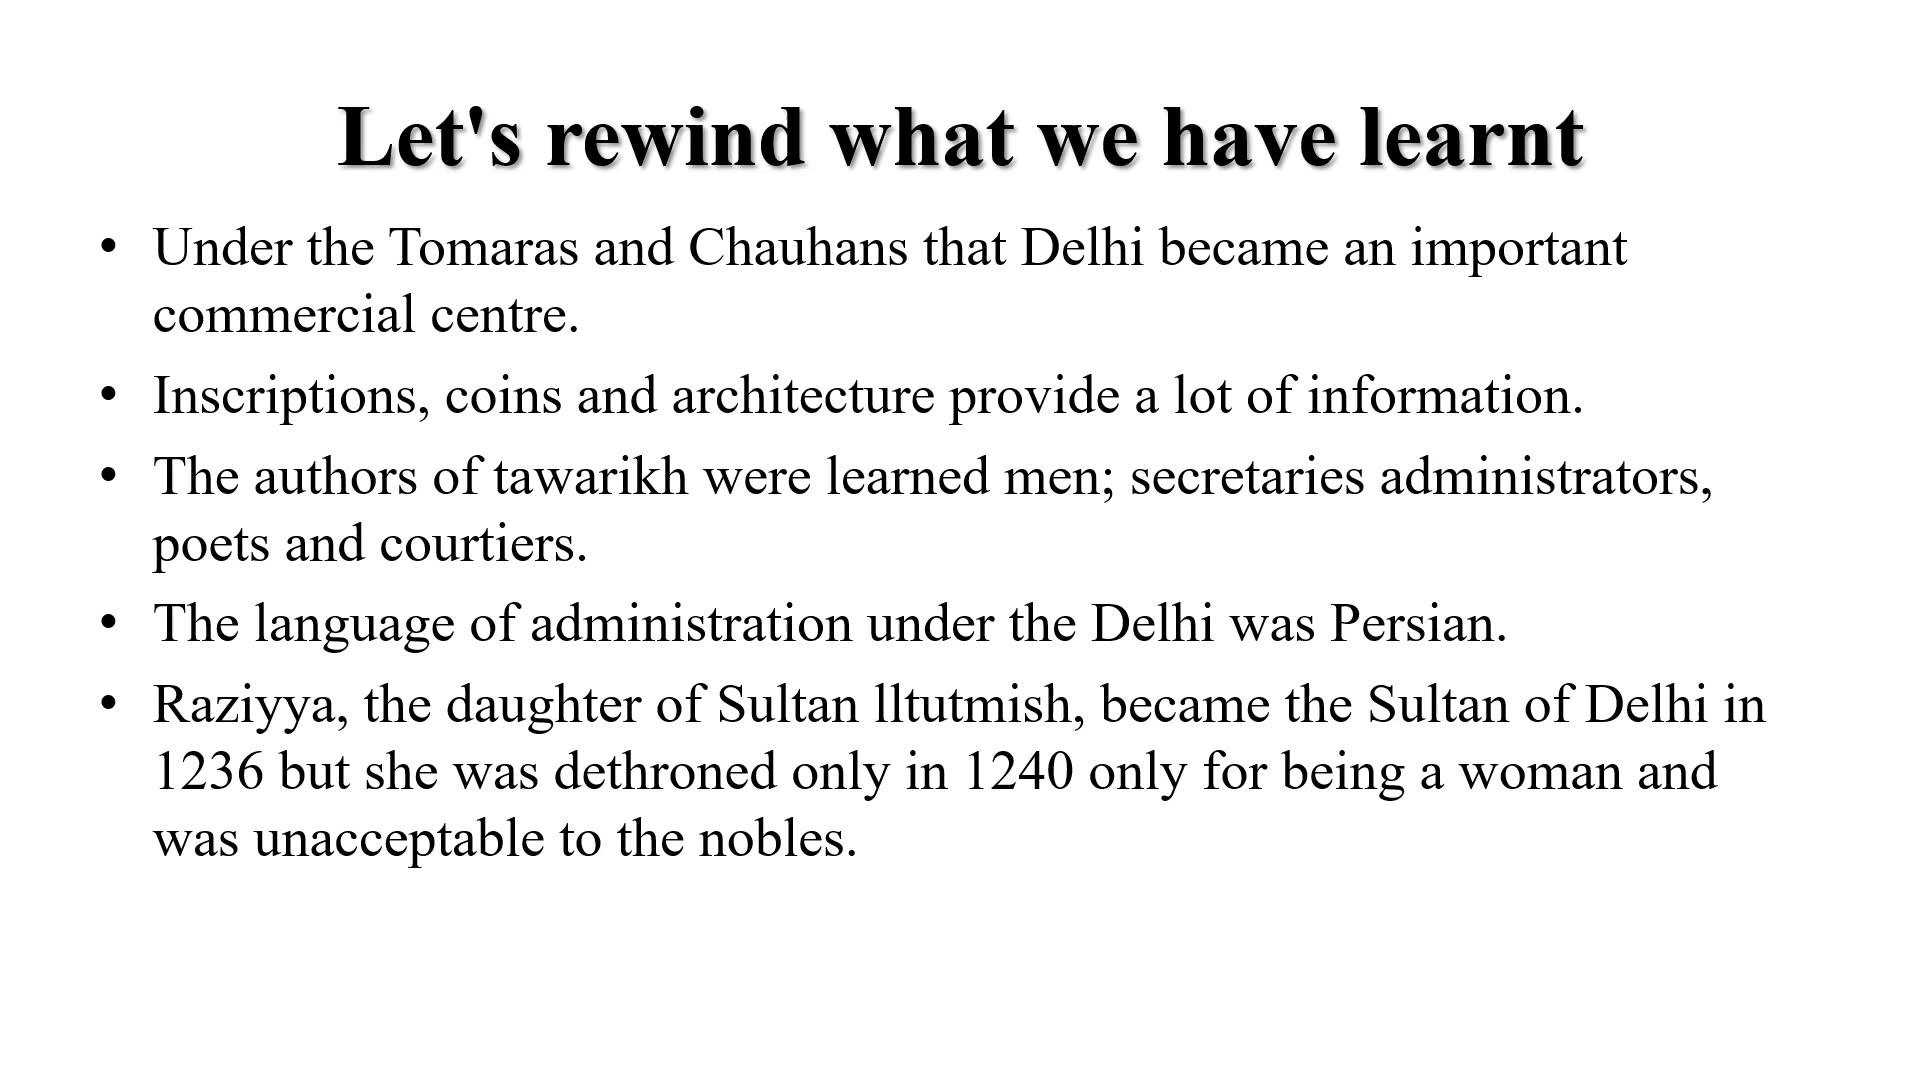 Let's rewind what we have learnt
• Under the Tomaras and Chauhans that Delhi became an important
commercial centre.
• Inscriptions, coins and architecture provide a lot of information.
• The authors of tawarikh were learned men; secretaries administrators,
poets and courtiers.
• The language of administration under the Delhi was Persian.
• Raziyya, the daughter of Sultan lltutmish, became the Sultan of Delhi in
1236 but she was dethroned only in 1240 only for being a woman and
was unacceptable to the nobles.